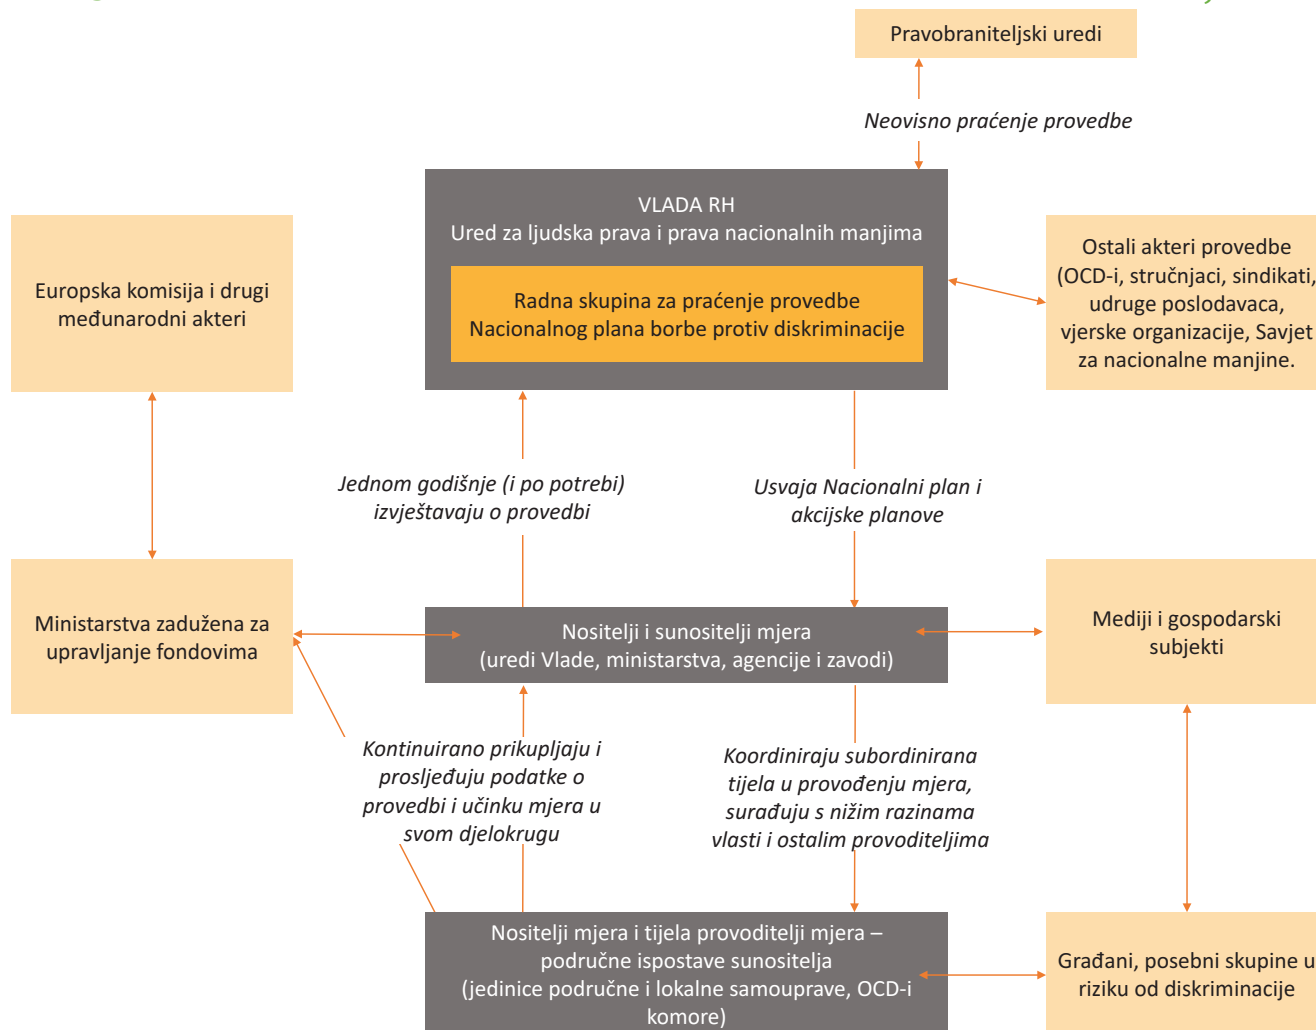 Pravobraniteljski uredi
Neovisno praćenje provedbe
VLADA RH
Ured za ljudska prava i prava nacionalnih manjima
Radna skupina za praćenje provedbe
Nacionalnog plana borbe protiv diskriminacije
Europska komisija i drugi
međunarodni akteri
Ostali akteri provedbe
(OCD-i, stručnjaci, sindikati,
udruge poslodavaca,
vjerske organizacije, Savjet
za nacionalne manjine.
Jednom godišnje (i po potrebi)
izvještavaju o provedbi
Usvaja Nacionalni plan i
akcijske planove
Ministarstva zadužena za
upravljanje fondovima
Nositelji i sunositelji mjera
(uredi Vlade, ministarstva, agencije i zavodi)
Mediji i gospodarski
subjekti
Kontinuirano prikupljaju i
prosljeđuju podatke o
provedbi i učinku mjera u
svom djelokrugu
Koordiniraju subordinirana
tijela u provođenju mjera,
surađuju s nižim razinama
vlasti i ostalim provoditeljima
Nositelji mjera i tijela provoditelji mjera –
područne ispostave sunositelja
(jedinice područne i lokalne samouprave, OCD-i
komore)
Građani, posebni skupine u
riziku od diskriminacije